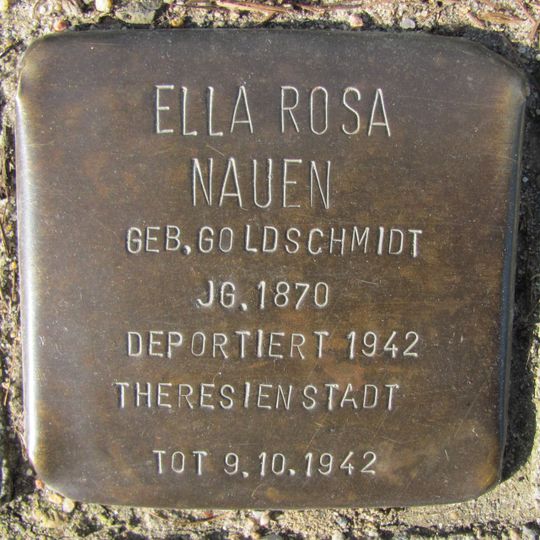 ELLA ROSA
NAUEN
GEB. GOLDSCHMIDT
JG. 1870
DEPORTIERT 1942
THERESIENSTADT
TOT 9.10.1942